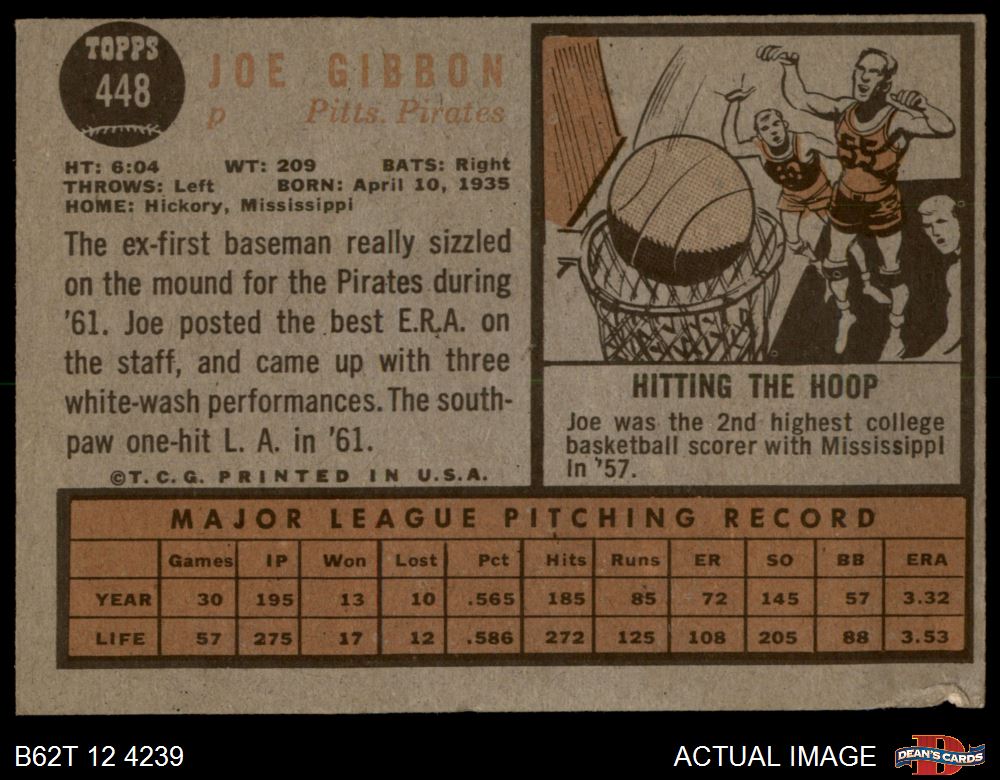 TOPPS
448
JOE GIBBON
p Pitts. Pirates
HT: 6:04 WT: 209 BATS: Right
THROWS: Left BORN: April 10, 1935
HOME: Hickory, Mississippi
The ex-first baseman really sizzled
on the mound for the Pirates during
'61. Joe posted the best E.R.A. on
the staff, and came up with three
white-wash performances. The south-
paw one-hit L. A. in '61.
©T.C.G. PRINTED IN U.S.A.
55
HITTING THE HOOP
Joe was the 2nd highest college
basketball scorer with Mississippi
in '57.
MAJOR LEAGUE PITCHING RECORD
Games IP Won Lost Pct Hits Runs ER SO BB ERA
YEAR 30 195 13 10 .565 185 85 72 145 57 3.32
LIFE 57 275 17 12 .586 272 125 108 205 88 3.53
B62T 12 4239
ACTUAL IMAGE
DEAN'S CARDS